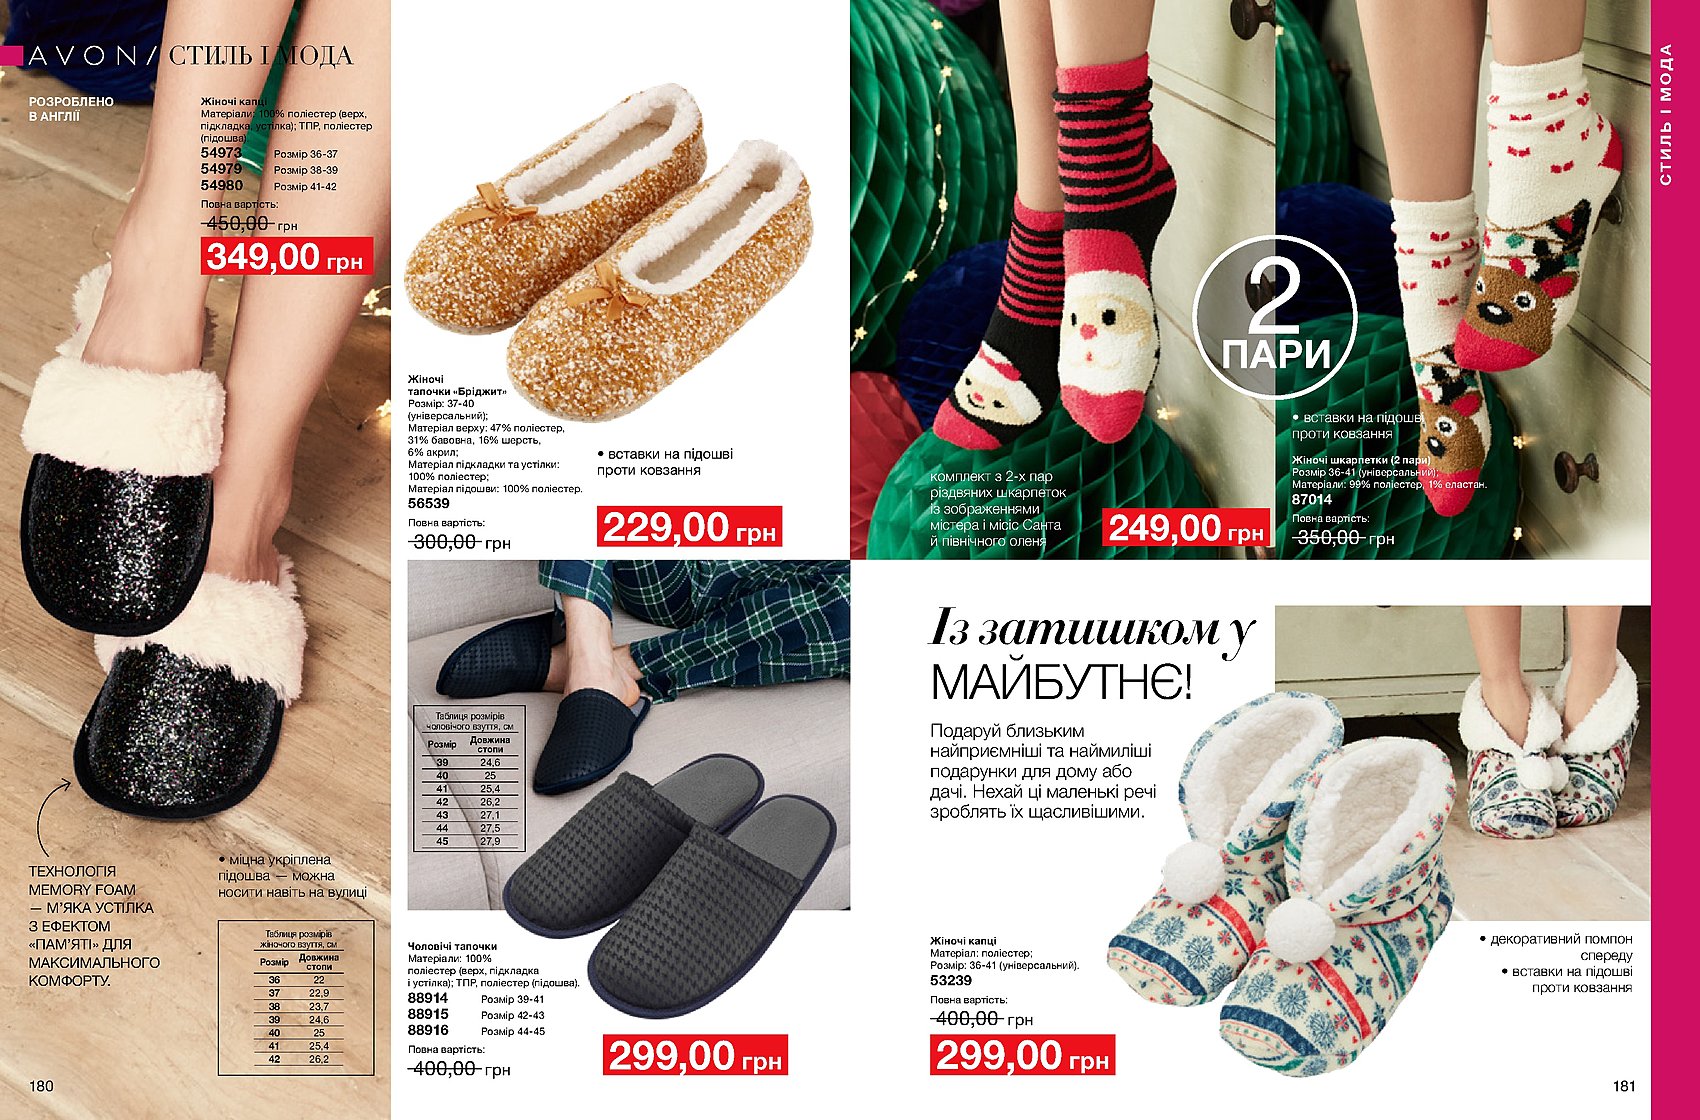 AVON / СТИЛЬ І МОДА
РОЗРОБЛЕНО
В АНГЛІЇ
Жіночі капці
Матеріали: 100% поліестер (верх,
підкладка, устілка); ТПР, поліестер
(підошва)
54973 Розмір 36-37
54979 Розмір 38-39
54980 Розмір 41-42
Повна вартість:
450,00 грн
349,00 грн
ТЕХНОЛОГІЯ
MEMORY FOAM
— М'ЯКА УСТІЛКА
З ЕФЕКТОМ
«ПАМ'ЯТІ» ДЛЯ
МАКСИМАЛЬНОГО
КОМФОРТУ.
• міцна укріплена
підошва — можна
носити навіть на вулиці
Таблиця розмірів
жіночого взуття, см
Розмір Довжина
стопи
36 22
37 22,9
38 23,7
39 24,6
40 25
41 25,4
42 26,2
180
Жіночі
тапочки «Бріджит»
Розмір: 37-40
(універсальний);
Матеріал верху: 47% поліестер,
31% бавовна, 16% шерсть,
6% акрил;
Матеріал підкладки та устілки:
100% поліестер;
Матеріал підошви: 100% поліестер.
56539
Повна вартість:
300,00 грн
• вставки на підошві
проти ковзання
229,00 грн
Таблиця розмірів
чоловічого взуття, см
Розмір Довжина
стопи
39 24,6
40 25
41 25,4
42 26,2
43 27,1
44 27,5
45 27,9
Чоловічі тапочки
Матеріали: 100%
поліестер (верх, підкладка
і устілка); ТПР, поліестер (підошва).
88914 Розмір 39-41
88915 Розмір 42-43
88916 Розмір 44-45
Повна вартість:
400,00 грн
299,00 грн
2
ПАРИ
комплект з 2-х пар
різдвяних шкарпеток
із зображеннями
містера і місіс Санта
й північного оленя
249,00 грн
• вставки на підошві
проти ковзання
Жіночі шкарпетки (2 пари)
Розмір 36-41 (універсальний);
Матеріали: 99% поліестер, 1% еластан.
87014
Повна вартість:
350,00 грн
Із затишком у
МАЙБУТНЄ!
Подаруй близьким
найприємніші та наймиліші
подарунки для дому або
дачі. Нехай ці маленькі речі
зроблять їх щасливішими.
Жіночі капці
Матеріал: поліестер;
Розмір: 36-41 (універсальний).
53239
Повна вартість:
400,00 грн
299,00 грн
• декоративний помпон
спереду
• вставки на підошві
проти ковзання
СТИЛЬ І МОДА
181